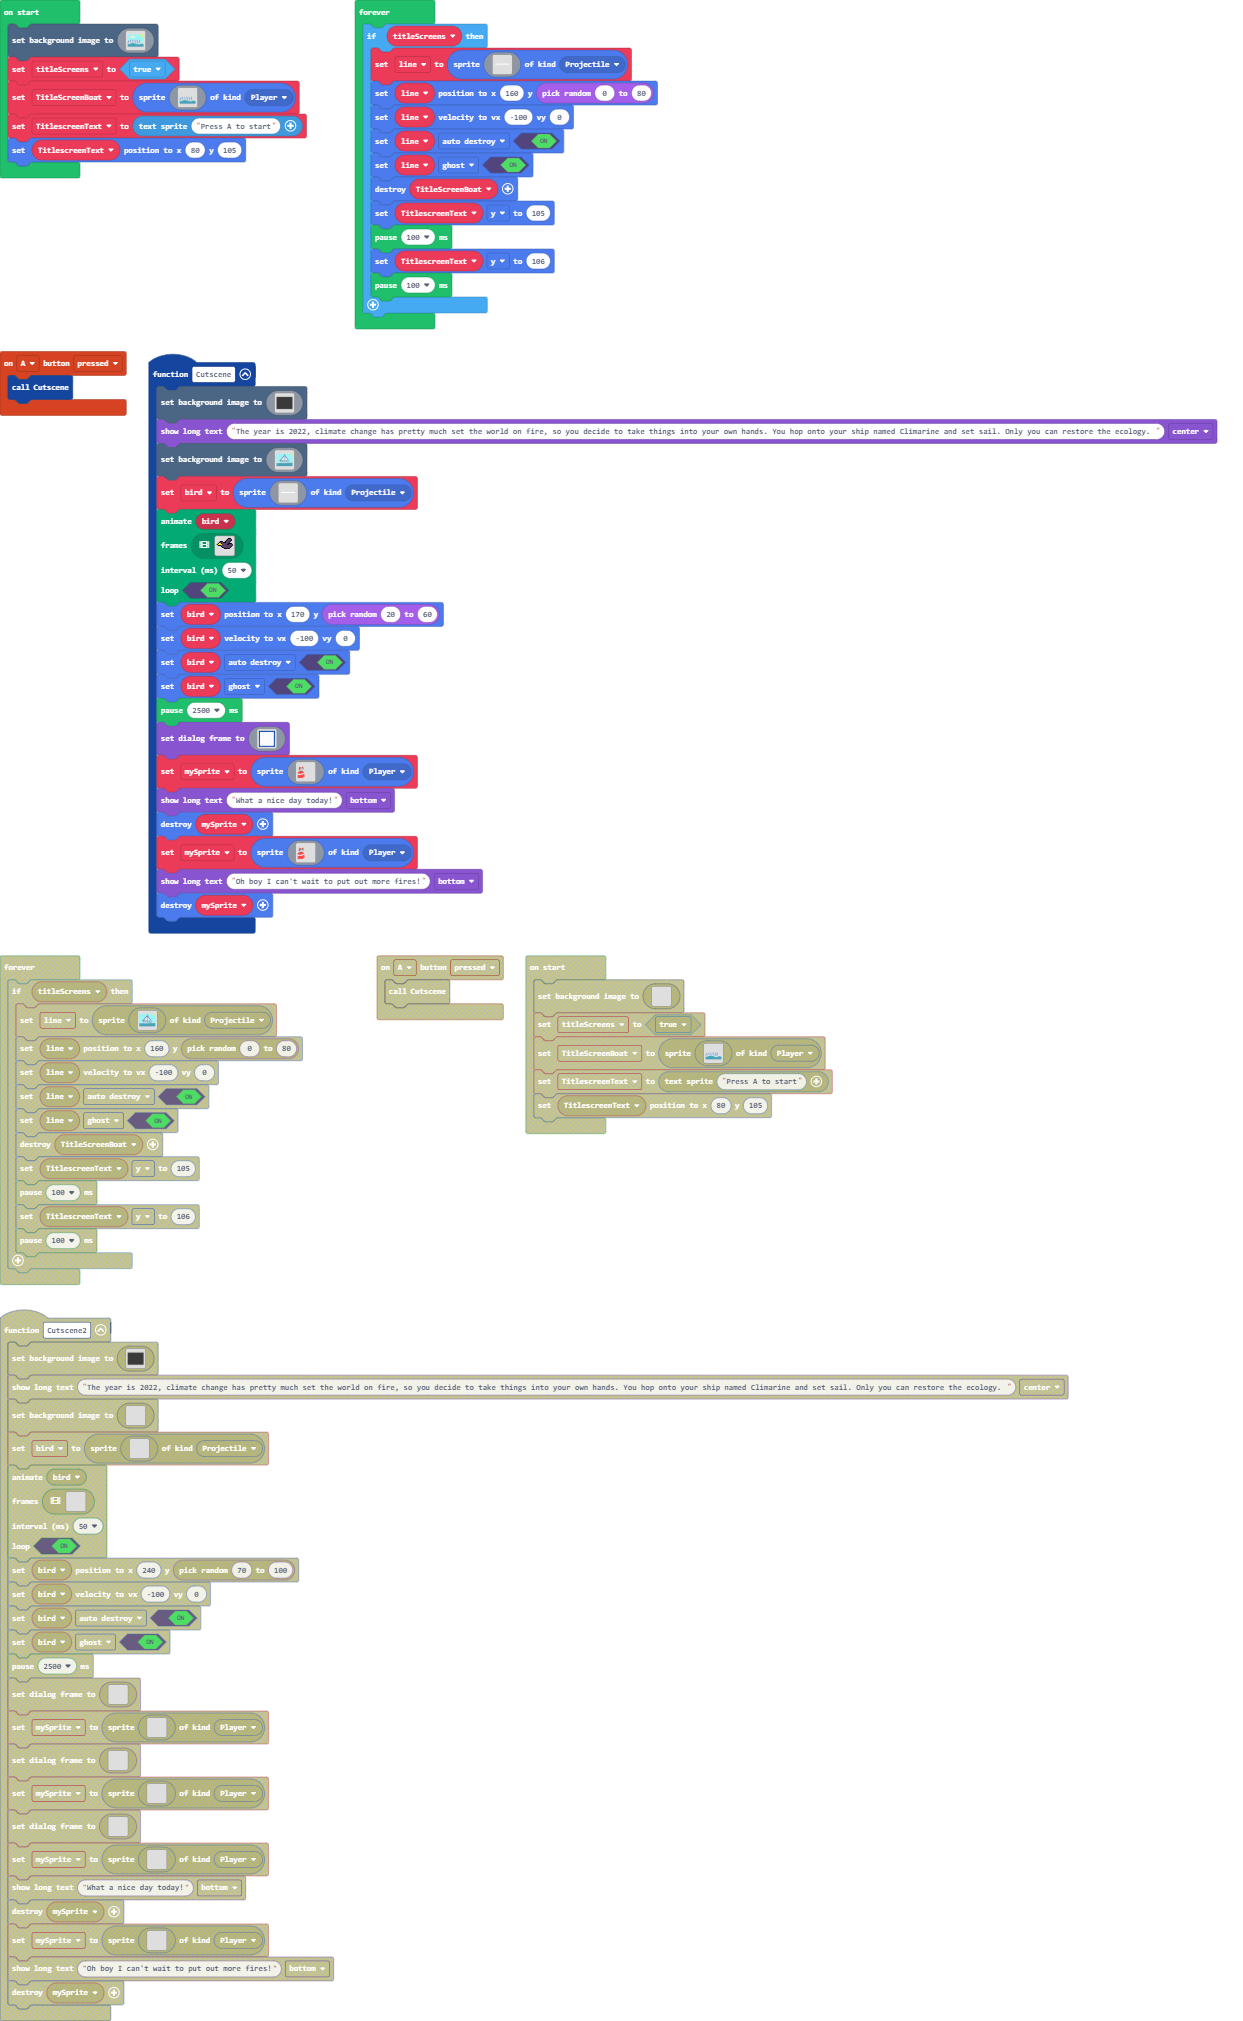 on start
set background image to
set titleScreens to true
set TitleScreenBoat to sprite of kind Player
set TitlescreenText to text sprite "Press A to start"
set TitlescreenText position to x 80 y 105
forever
if titleScreens then
set line to sprite of kind Projectile
set line position to x 160 y pick random 0 to 80
set line velocity to vx -100 vy 0
set line auto destroy ON
set line ghost ON
destroy TitleScreenBoat
set TitlescreenText y to 105
pause 100 ms
set TitlescreenText y to 106
pause 100 ms
on A button pressed
call Cutscene
function Cutscene
set background image to
show long text "The year is 2022, climate change has pretty much set the world on fire, so you decide to take things into your own hands. You hop onto your ship named Climarine and set sail. Only you can restore the ecology. " center
set background image to
set bird to sprite of kind Projectile
animate bird
frames
interval (ms) 50
loop ON
set bird position to x 170 y pick random 20 to 60
set bird velocity to vx -100 vy 0
set bird auto destroy ON
set bird ghost ON
pause 2500 ms
set dialog frame to
set mySprite to sprite of kind Player
show long text "What a nice day today!" bottom
destroy mySprite
set mySprite to sprite of kind Player
show long text "Oh boy I can't wait to put out more fires!" bottom
destroy mySprite
forever
if titleScreens then
set line to sprite of kind Projectile
set line position to x 160 y pick random 0 to 80
set line velocity to vx -100 vy 0
set line auto destroy ON
set line ghost ON
destroy TitleScreenBoat
set TitlescreenText y to 105
pause 100 ms
set TitlescreenText y to 106
pause 100 ms
on A button pressed
call Cutscene
on start
set background image to
set titleScreens to true
set TitleScreenBoat to sprite of kind Player
set TitlescreenText to text sprite "Press A to start"
set TitlescreenText position to x 80 y 105
function Cutscene2
set background image to
show long text "The year is 2022, climate change has pretty much set the world on fire, so you decide to take things into your own hands. You hop onto your ship named Climarine and set sail. Only you can restore the ecology. " center
set background image to
set bird to sprite of kind Projectile
animate bird
frames
interval (ms) 50
loop ON
set bird position to x 240 y pick random 70 to 100
set bird velocity to vx -100 vy 0
set bird auto destroy ON
set bird ghost ON
pause 2500 ms
set dialog frame to
set mySprite to sprite of kind Player
set dialog frame to
set mySprite to sprite of kind Player
set dialog frame to
set mySprite to sprite of kind Player
show long text "What a nice day today!" bottom
destroy mySprite
set mySprite to sprite of kind Player
show long text "Oh boy I can't wait to put out more fires!" bottom
destroy mySprite